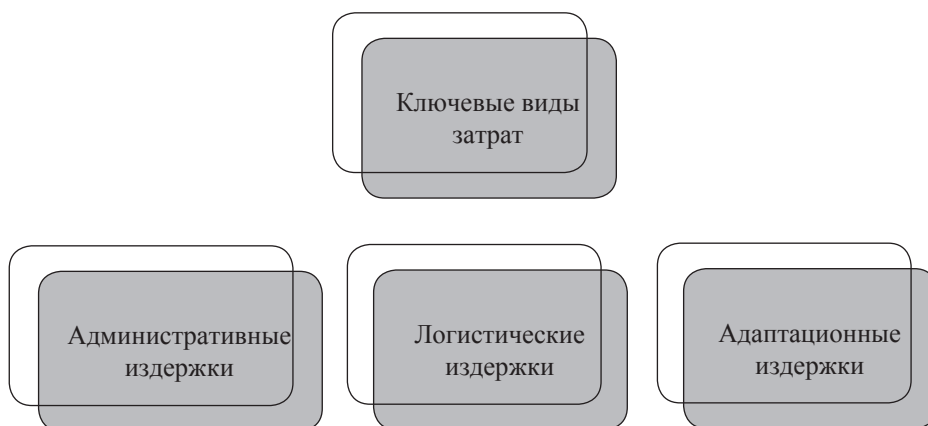 Ключевые виды
затрат
Административные
издержки
Логистические
издержки
Адаптационные
издержки